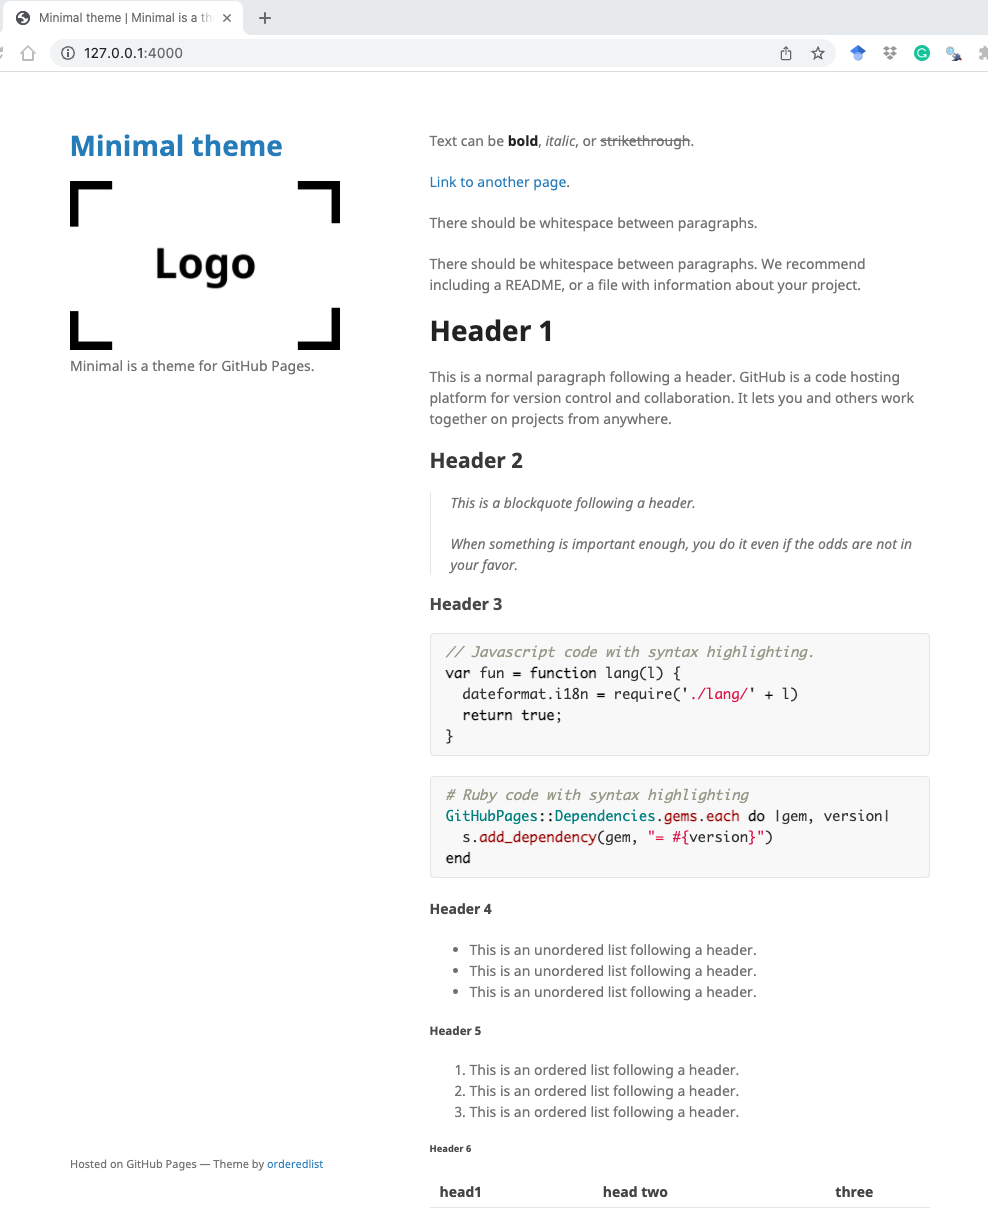 Minimal theme | Minimal is a th
127.0.0.1:4000
Minimal theme
Logo
Minimal is a theme for GitHub Pages.
Text can be bold, italic, or strikethrough.
Link to another page.
There should be whitespace between paragraphs.
There should be whitespace between paragraphs. We recommend
including a README, or a file with information about your project.
Header 1
This is a normal paragraph following a header. GitHub is a code hosting
platform for version control and collaboration. It lets you and others work
together on projects from anywhere.
Header 2
This is a blockquote following a header.
When something is important enough, you do it even if the odds are not in
your favor.
Header 3
// Javascript code with syntax highlighting.
var fun = function lang(l) {
  dateformat.i18n = require('./lang/' + l)
  return true;
}
# Ruby code with syntax highlighting
GitHubPages::Dependencies.gems.each do |gem, version|
  s.add_dependency(gem, "= #{version}")
end
Header 4
• This is an unordered list following a header.
• This is an unordered list following a header.
• This is an unordered list following a header.
Header 5
1. This is an ordered list following a header.
2. This is an ordered list following a header.
3. This is an ordered list following a header.
Header 6
head1 head two three
Hosted on GitHub Pages — Theme by orderedlist